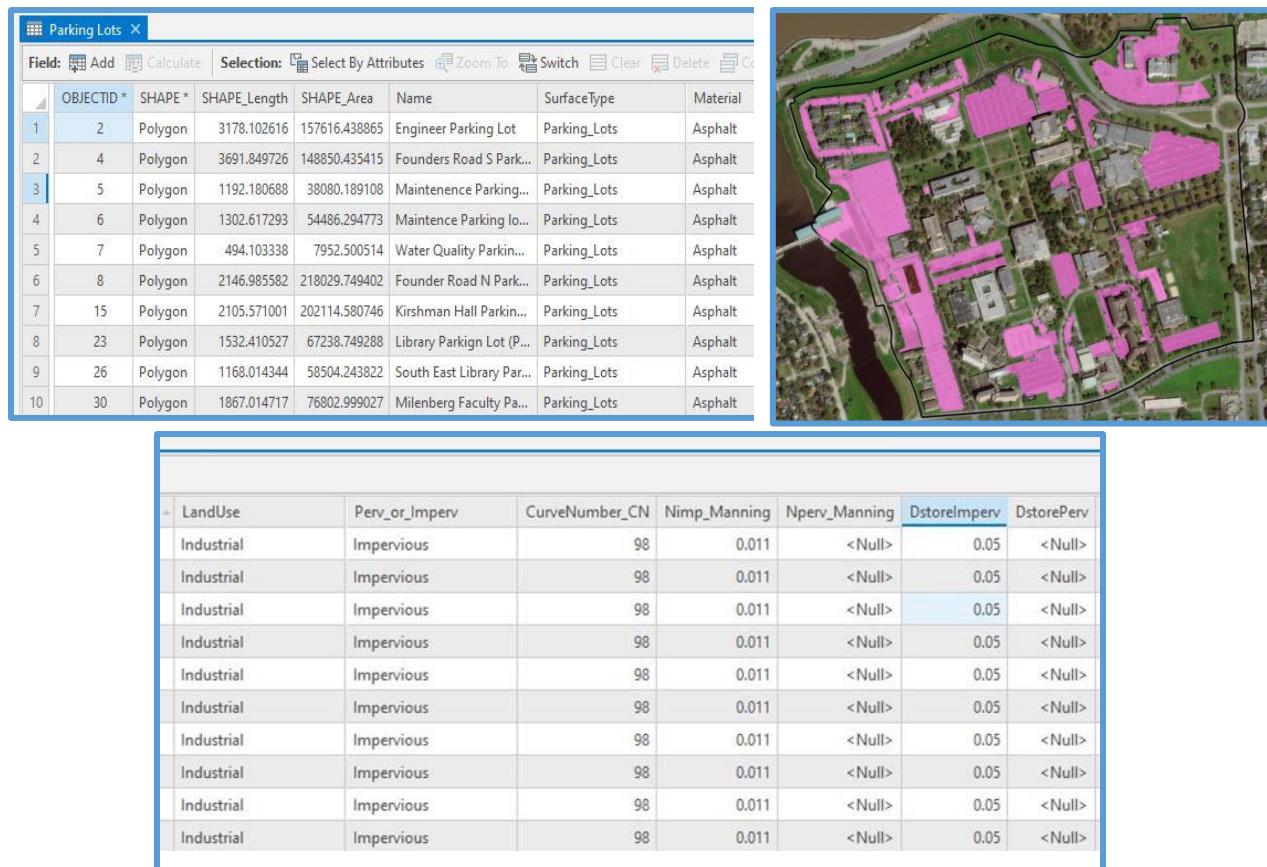 Parking Lots ×
Field: Add Calculate Selection: Select By Attributes Zoom To Switch Clear Delete
OBJECTID * SHAPE * SHAPE_Length SHAPE_Area Name SurfaceType Material
1 2 Polygon 3178.102616 157616.438865 Engineer Parking Lot Parking_Lots Asphalt
2 4 Polygon 3691.849726 148850.435415 Founders Road S Park... Parking_Lots Asphalt
3 5 Polygon 1192.180688 38080.189108 Maintenence Parking... Parking_Lots Asphalt
4 6 Polygon 1302.617293 54486.294773 Maintence Parking lo... Parking_Lots Asphalt
5 7 Polygon 494.103338 7952.500514 Water Quality Parkin... Parking_Lots Asphalt
6 8 Polygon 2146.985582 218029.749402 Founder Road N Park... Parking_Lots Asphalt
7 15 Polygon 2105.571001 202114.580746 Kirshman Hall Parkin... Parking_Lots Asphalt
8 23 Polygon 1532.410527 67238.749288 Library Parkign Lot (P... Parking_Lots Asphalt
9 26 Polygon 1168.014344 58504.243822 South East Library Par... Parking_Lots Asphalt
10 30 Polygon 1867.014717 76802.999027 Milenberg Faculty Pa... Parking_Lots Asphalt
LandUse Perv_or_Imperv CurveNumber_CN Nimp_Manning Nperv_Manning DstoreImperv DstorePerv
Industrial Impervious 98 0.011 <Null> 0.05 <Null>
Industrial Impervious 98 0.011 <Null> 0.05 <Null>
Industrial Impervious 98 0.011 <Null> 0.05 <Null>
Industrial Impervious 98 0.011 <Null> 0.05 <Null>
Industrial Impervious 98 0.011 <Null> 0.05 <Null>
Industrial Impervious 98 0.011 <Null> 0.05 <Null>
Industrial Impervious 98 0.011 <Null> 0.05 <Null>
Industrial Impervious 98 0.011 <Null> 0.05 <Null>
Industrial Impervious 98 0.011 <Null> 0.05 <Null>
Industrial Impervious 98 0.011 <Null> 0.05 <Null>